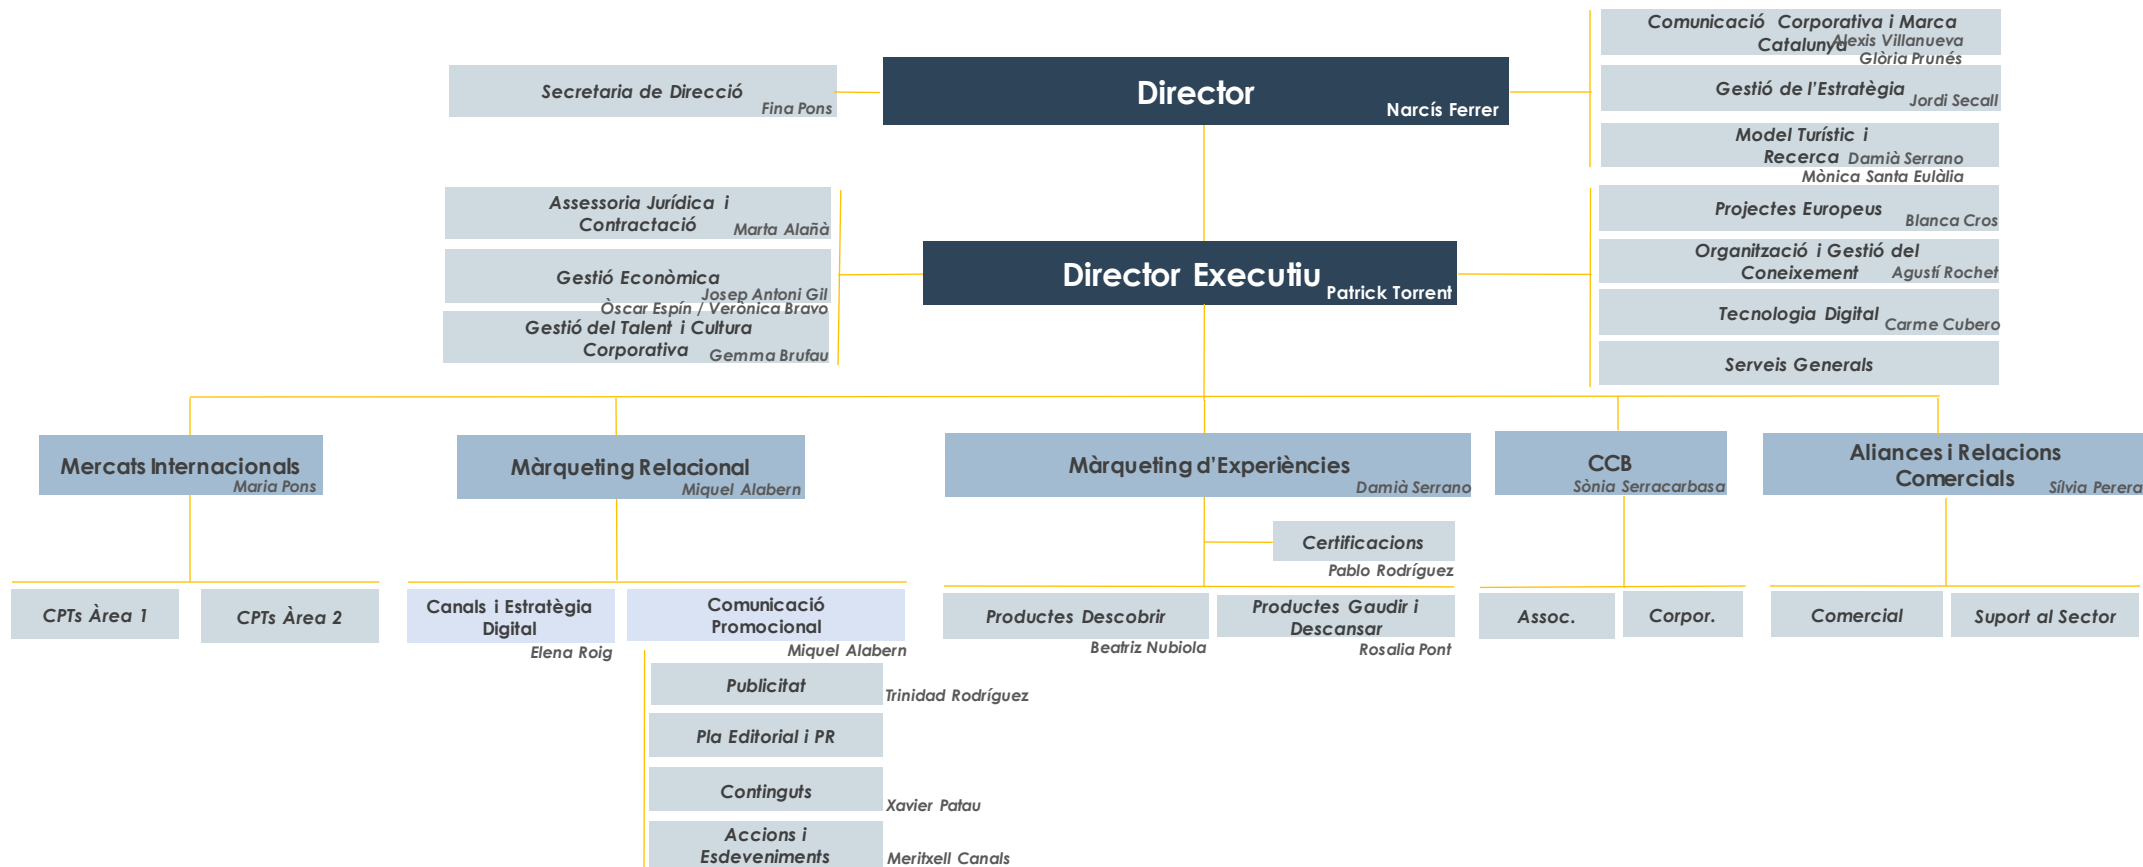 Comunicació Corporativa i Marca
Catalunya
Alexis Villanueva
Glòria Prunés
Secretaria de Direcció
Fina Pons
Director
Narcís Ferrer
Gestió de l'Estratègia
Jordi Secall
Model Turístic i
Recerca Damià Serrano
Mònica Santa Eulàlia
Assessoria Jurídica i
Contractació
Marta Alañà
Projectes Europeus
Blanca Cros
Gestió Econòmica
Josep Antoni Gil
Òscar Espín / Verònica Bravo
Director Executiu
Patrick Torrent
Organització i Gestió del
Coneixement
Agustí Rochet
Gestió del Talent i Cultura
Corporativa
Gemma Brufau
Tecnologia Digital
Carme Cubero
Serveis Generals
Mercats Internacionals
Maria Pons
Màrqueting Relacional
Miquel Alabern
Màrqueting d'Experiències
Damià Serrano
CCB
Sònia Serracarbasa
Aliances i Relacions
Comercials
Sílvia Perera
Certificacions
Pablo Rodríguez
CPTs Àrea 1
CPTs Àrea 2
Canals i Estratègia
Digital
Elena Roig
Comunicació
Promocional
Miquel Alabern
Productes Descobrir
Beatriz Nubiola
Productes Gaudir i
Descansar
Rosalia Pont
Assoc.
Corpor.
Comercial
Suport al Sector
Publicitat
Trinidad Rodríguez
Pla Editorial i PR
Continguts
Xavier Patau
Accions i
Esdeveniments
Meritxell Canals